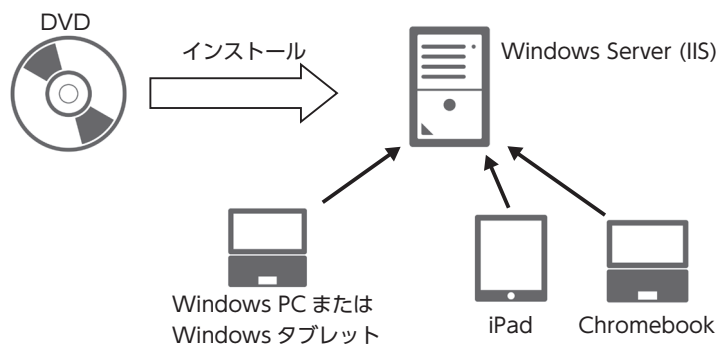 DVD
インストール
Windows Server (IIS)
Windows PC または
Windows タブレット
iPad
Chromebook